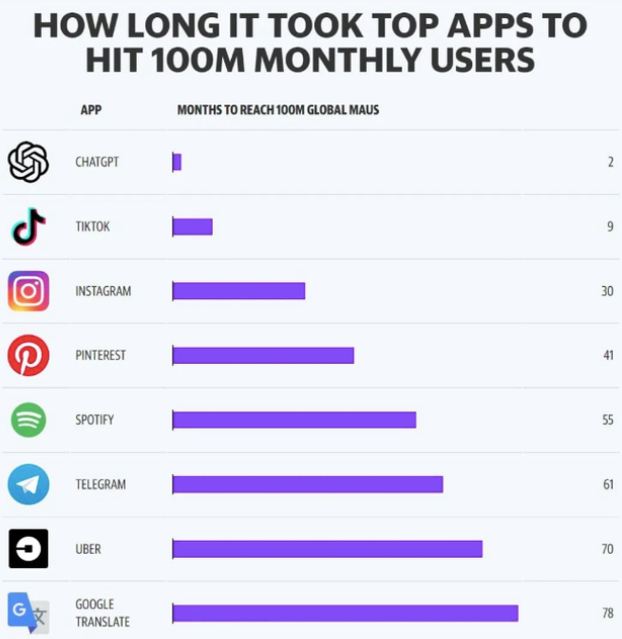 HOW LONG IT TOOK TOP APPS TO
HIT 100M MONTHLY USERS
APP MONTHS TO REACH 100M GLOBAL MAUS
CHATGPT 2
TIKTOK 9
INSTAGRAM 30
PINTEREST 41
SPOTIFY 55
TELEGRAM 61
UBER 70
G 文
GOOGLE
TRANSLATE 78